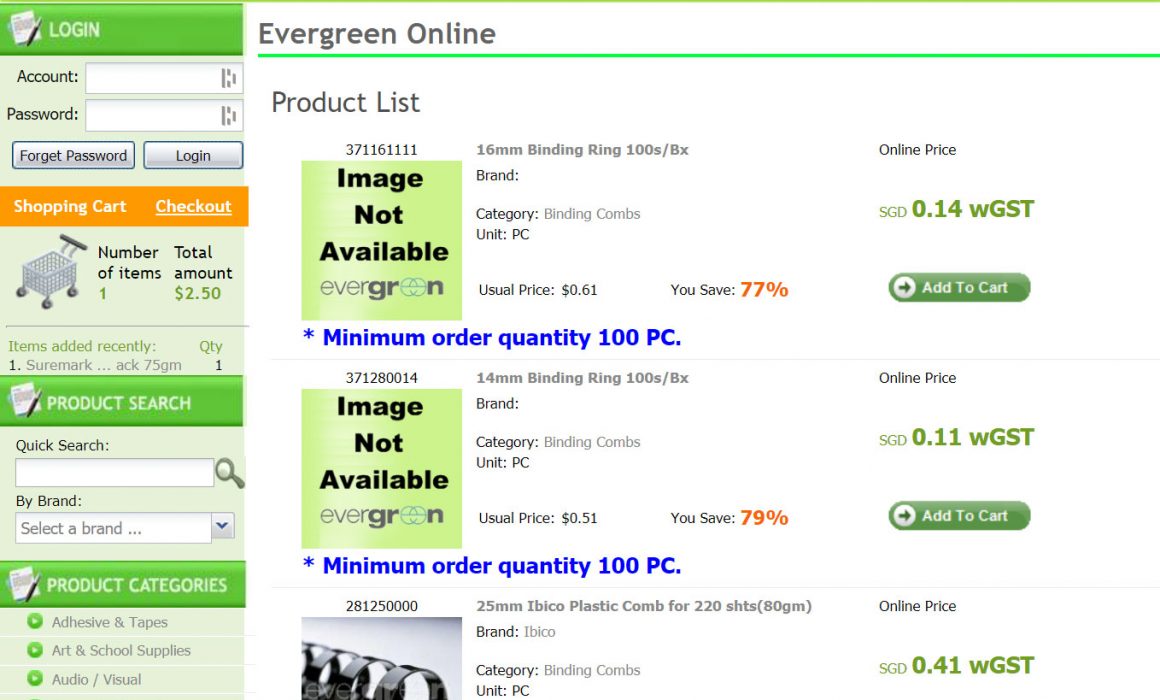 LOGIN
Account:
Password:
Forget Password Login
Shopping Cart Checkout
Number of items Total amount
1 $2.50
Items added recently: Qty
1. Suremark ... ack 75gm 1
PRODUCT SEARCH
Quick Search:
By Brand:
Select a brand ...
PRODUCT CATEGORIES
Adhesive & Tapes
Art & School Supplies
Audio / Visual
Evergreen Online
Product List
371161111 16mm Binding Ring 100s/Bx Online Price
Image
Not
Available
evergreen
Brand:
Category: Binding Combs
Unit: PC
SGD 0.14 wGST
Usual Price: $0.61 You Save: 77% Add To Cart
* Minimum order quantity 100 PC.
371280014 14mm Binding Ring 100s/Bx Online Price
Image
Not
Available
evergreen
Brand:
Category: Binding Combs
Unit: PC
SGD 0.11 wGST
Usual Price: $0.51 You Save: 79% Add To Cart
* Minimum order quantity 100 PC.
281250000 25mm Ibico Plastic Comb for 220 shts(80gm) Online Price
evergreen
Brand: Ibico
Category: Binding Combs
Unit: PC
SGD 0.41 wGST